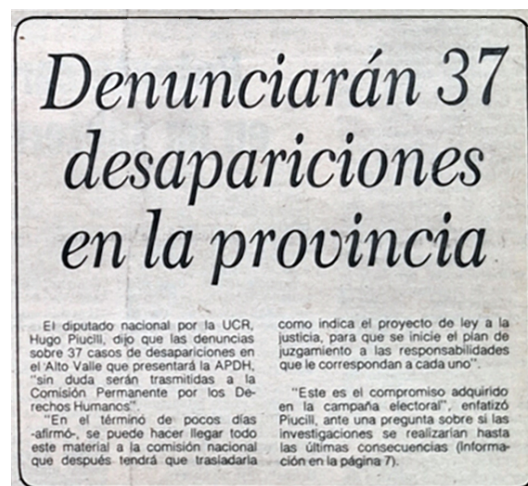 Denunciarán 37
desapariciones
en la provincia
El diputado nacional por la UCR,
Hugo Piucill, dijo que las denuncias
sobre 37 casos de desapariciones en
el Alto Valle que presentará la APDH,
"sin duda serán trasmitidas a la
Comisión Permanente por los De-
rechos Humanos".
"En el término de pocos días
-afirmó-, se puede hacer llegar todo
este material a la comisión nacional
que después tendrá que trasladarla
como indica el proyecto de ley a la
justicia, para que se inicie el plan de
juzgamiento a las responsabilidades
que le correspondan a cada uno".
"Este es el compromiso adquirido
en la campaña electoral", enfatizó
Piucill, ante una pregunta sobre si las
investigaciones se realizarían hasta
las últimas consecuencias (Informa-
ción en la página 7).